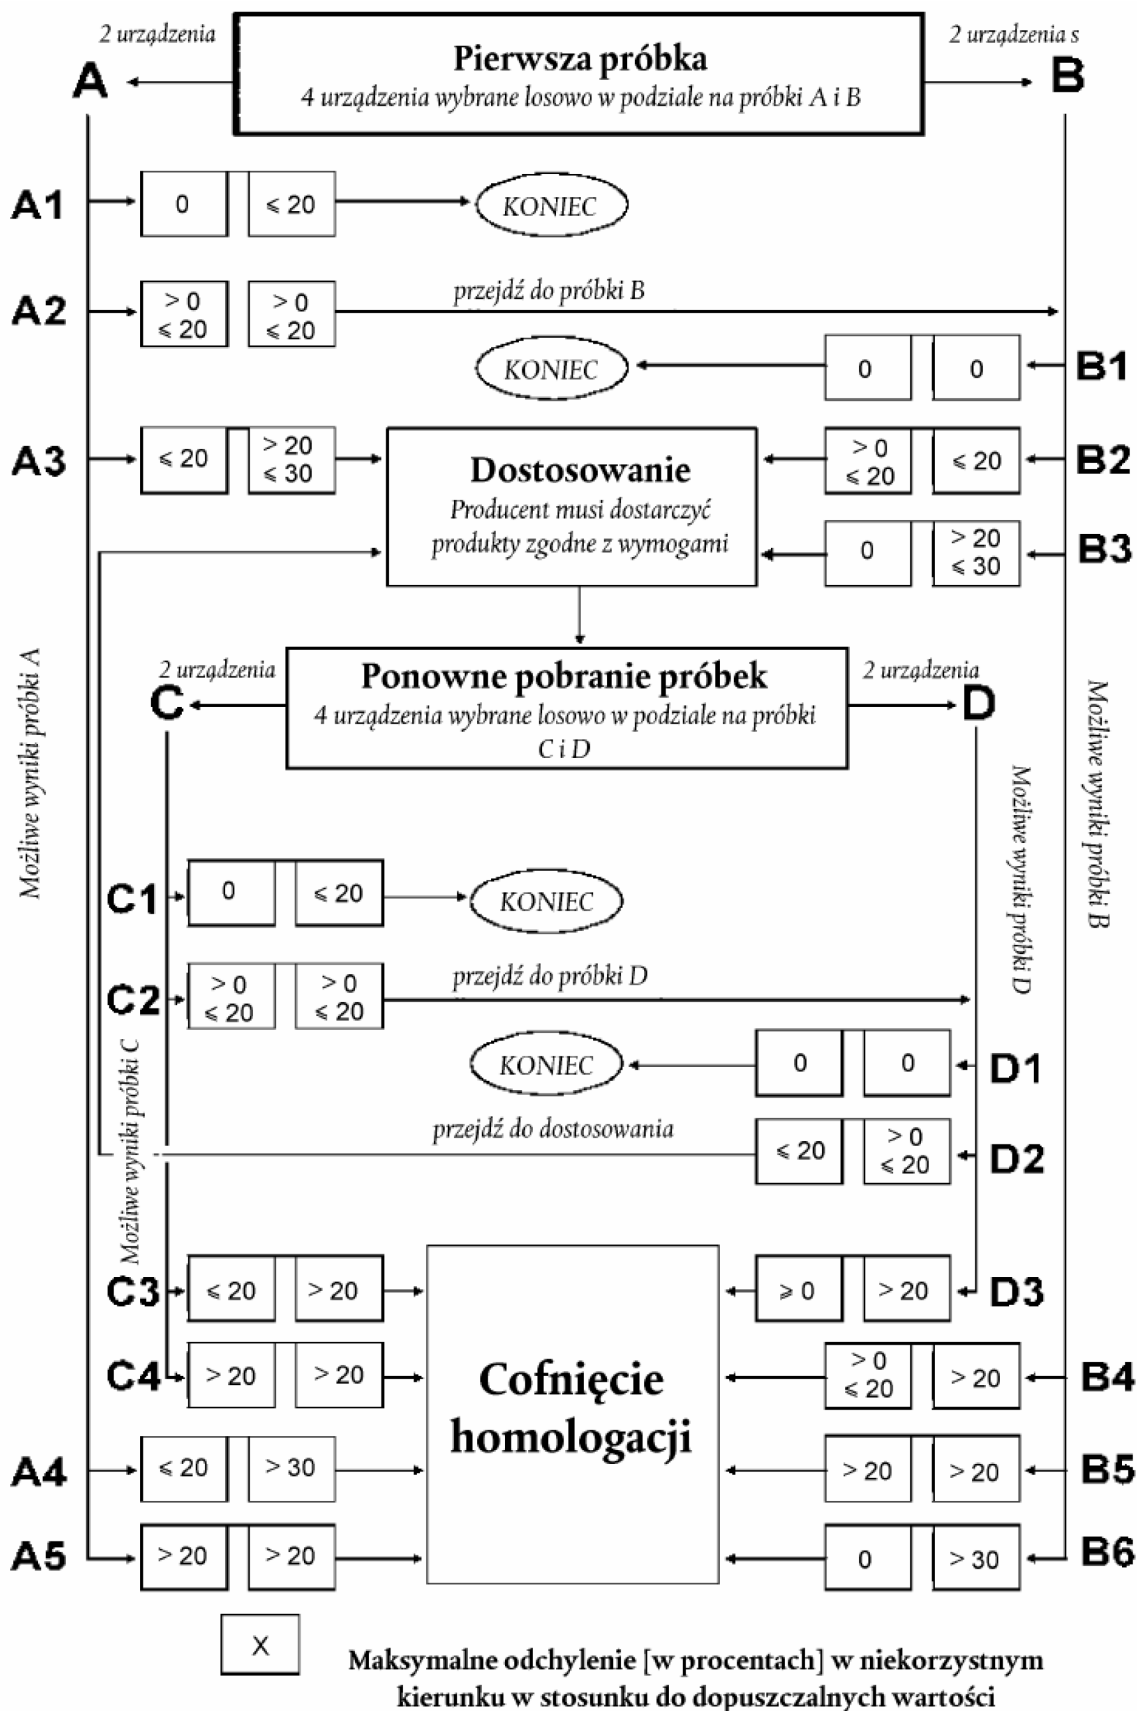 2 urządzenia
2 urządzenia s
Pierwsza próbka
4 urządzenia wybrane losowo w podziale na próbki A i B
A
B
A1
0
≤ 20
KONIEC
A2
> 0
≤ 20
> 0
≤ 20
przejdź do próbki B
KONIEC
0
0
B1
A3
≤ 20
> 20
≤ 30
Dostosowanie
Producent musi dostarczyć
produkty zgodne z wymogami
> 0
≤ 20
≤ 20
B2
0
> 20
≤ 30
B3
2 urządzenia
Ponowne pobranie próbek
4 urządzenia wybrane losowo w podziale na próbki
C i D
2 urządzenia
C
D
Możliwe wyniki próbki A
Możliwe wyniki próbki B
Możliwe wyniki próbki D
C1
0
≤ 20
KONIEC
C2
> 0
≤ 20
> 0
≤ 20
przejdź do próbki D
Możliwe wyniki próbki C
KONIEC
0
0
D1
przejdź do dostosowania
≤ 20
> 0
≤ 20
D2
C3
≤ 20
> 20
Cofnięcie
homologacji
≥ 0
> 20
D3
C4
> 20
> 20
> 0
≤ 20
> 20
B4
A4
≤ 20
> 30
> 20
> 20
B5
A5
> 20
> 20
0
> 30
B6
X
Maksymalne odchylenie [w procentach] w niekorzystnym
kierunku w stosunku do dopuszczalnych wartości